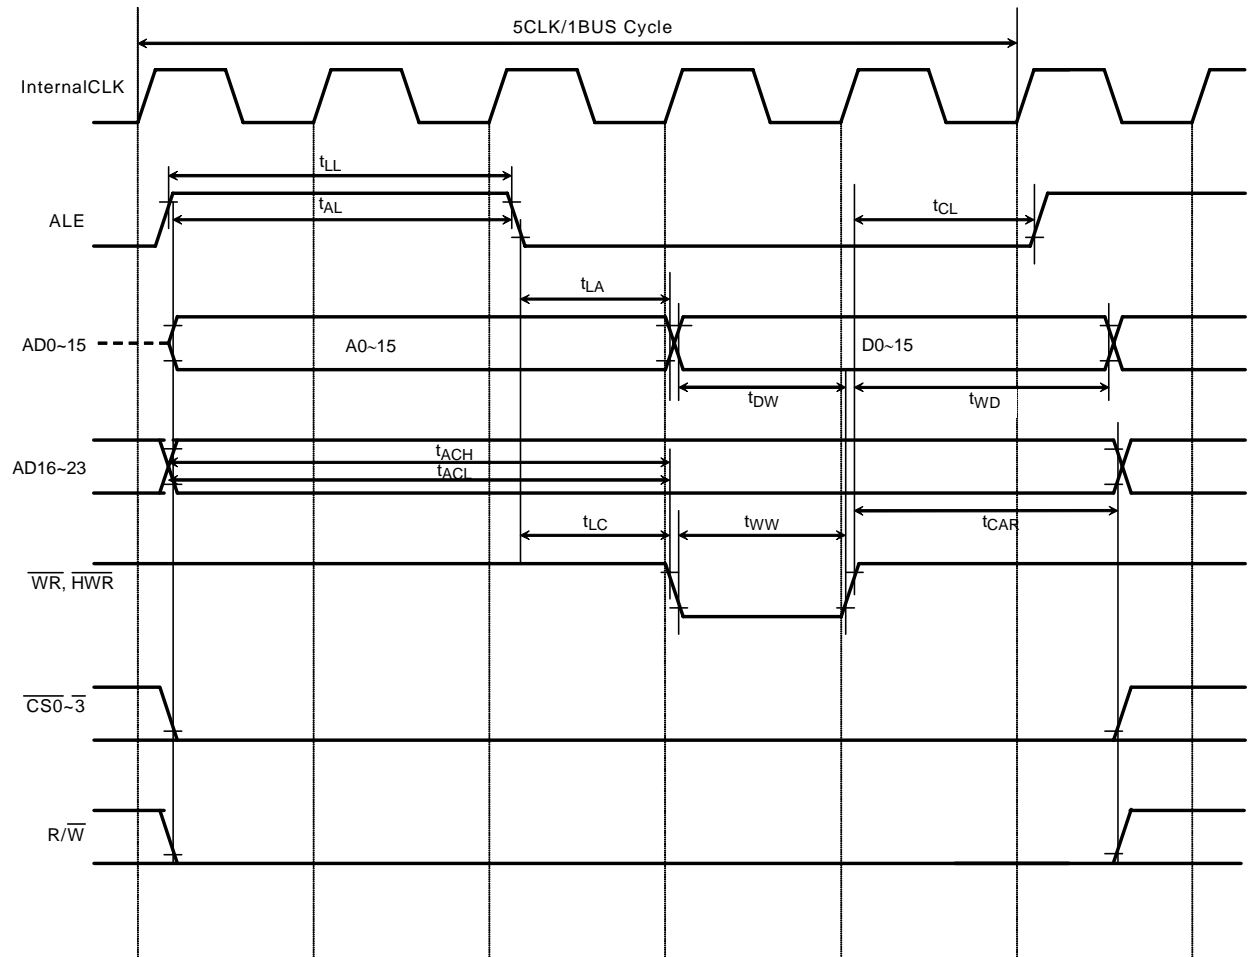 5CLK/1BUS Cycle
InternalCLK
tLL
ALE
tAL
tCL
tLA
AD0~15
A0~15
D0~15
tDW
tWD
AD16~23
tACH
tACL
tLC
tWW
tCAR
WR, HWR
CS0~3
R/W